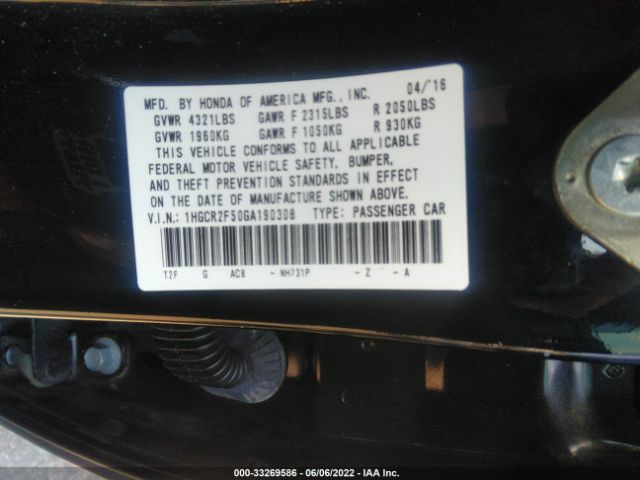 MFD. BY HONDA OF AMERICA MFG., INC. 04/'16
GVWR 4321LBS GAWR F 2315LBS R 2050LBS
GVWR 1960KG GAWR F 1050KG R 930KG
THIS VEHICLE CONFORMS TO ALL APPLICABLE
FEDERAL MOTOR VEHICLE SAFETY, BUMPER,
AND THEFT PREVENTION STANDARDS IN EFFECT
ON THE DATE OF MANUFACTURE SHOWN ABOVE.
V.I.N.: 1HGCR2F50GA190308 TYPE: PASSENGER CAR
T2F G AC8 - NH731P - Z - A
000-33269586 - 06/06/2022 - IAA Inc.